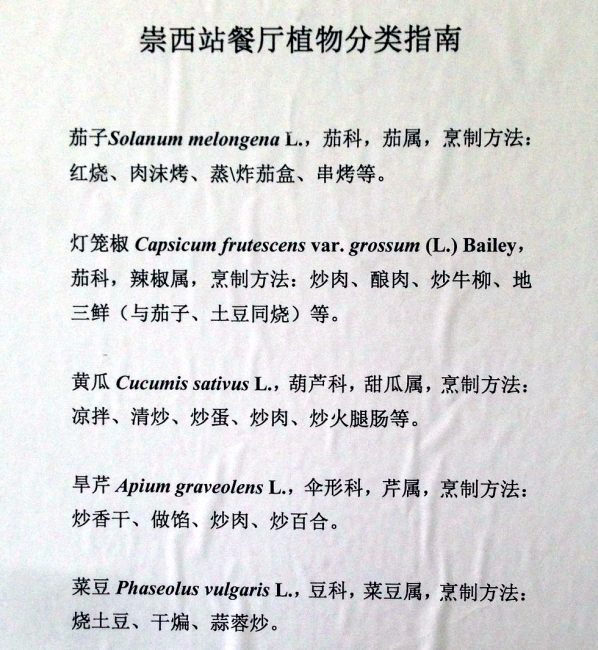 崇西站餐厅植物分类指南
茄子Solanum melongena L.，茄科，茄属，烹制方法：
红烧、肉沫烤、蒸\炸茄盒、串烤等。
灯笼椒 Capsicum frutescens var. grossum (L.) Bailey，
茄科，辣椒属，烹制方法：炒肉、酿肉、炒牛柳、地
三鲜（与茄子、土豆同烧）等。
黄瓜 Cucumis sativus L.，葫芦科，甜瓜属，烹制方法：
凉拌、清炒、炒蛋、炒肉、炒火腿肠等。
旱芹 Apium graveolens L.，伞形科，芹属，烹制方法：
炒香干、做馅、炒肉、炒百合。
菜豆 Phaseolus vulgaris L.，豆科，菜豆属，烹制方法：
烧土豆、干煸、蒜蓉炒。